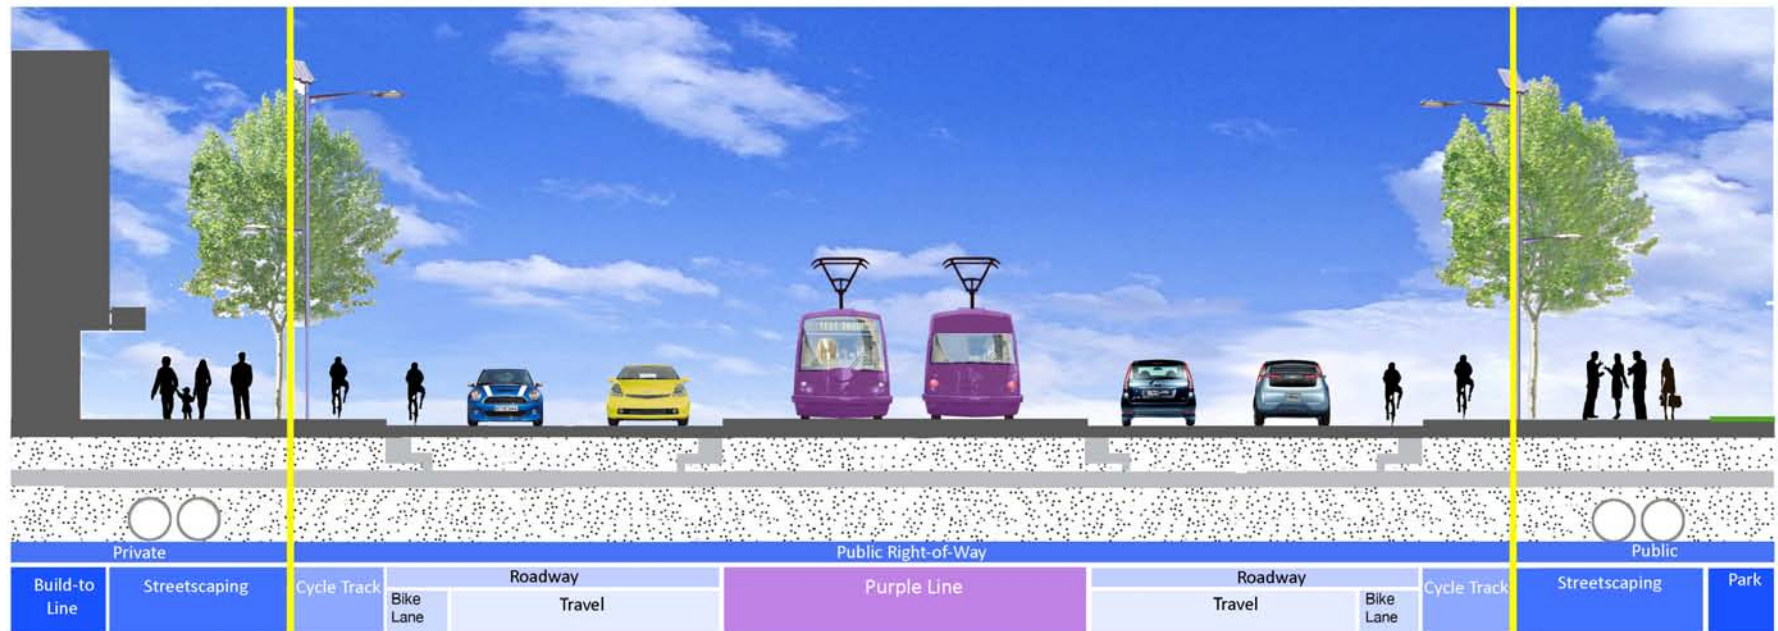 Private
Public Right-of-Way
Public
Build-to
Line
Streetscaping
Cycle Track
Roadway
Bike
Lane
Travel
Purple Line
Roadway
Travel
Bike
Lane
Cycle Track
Streetscaping
Park